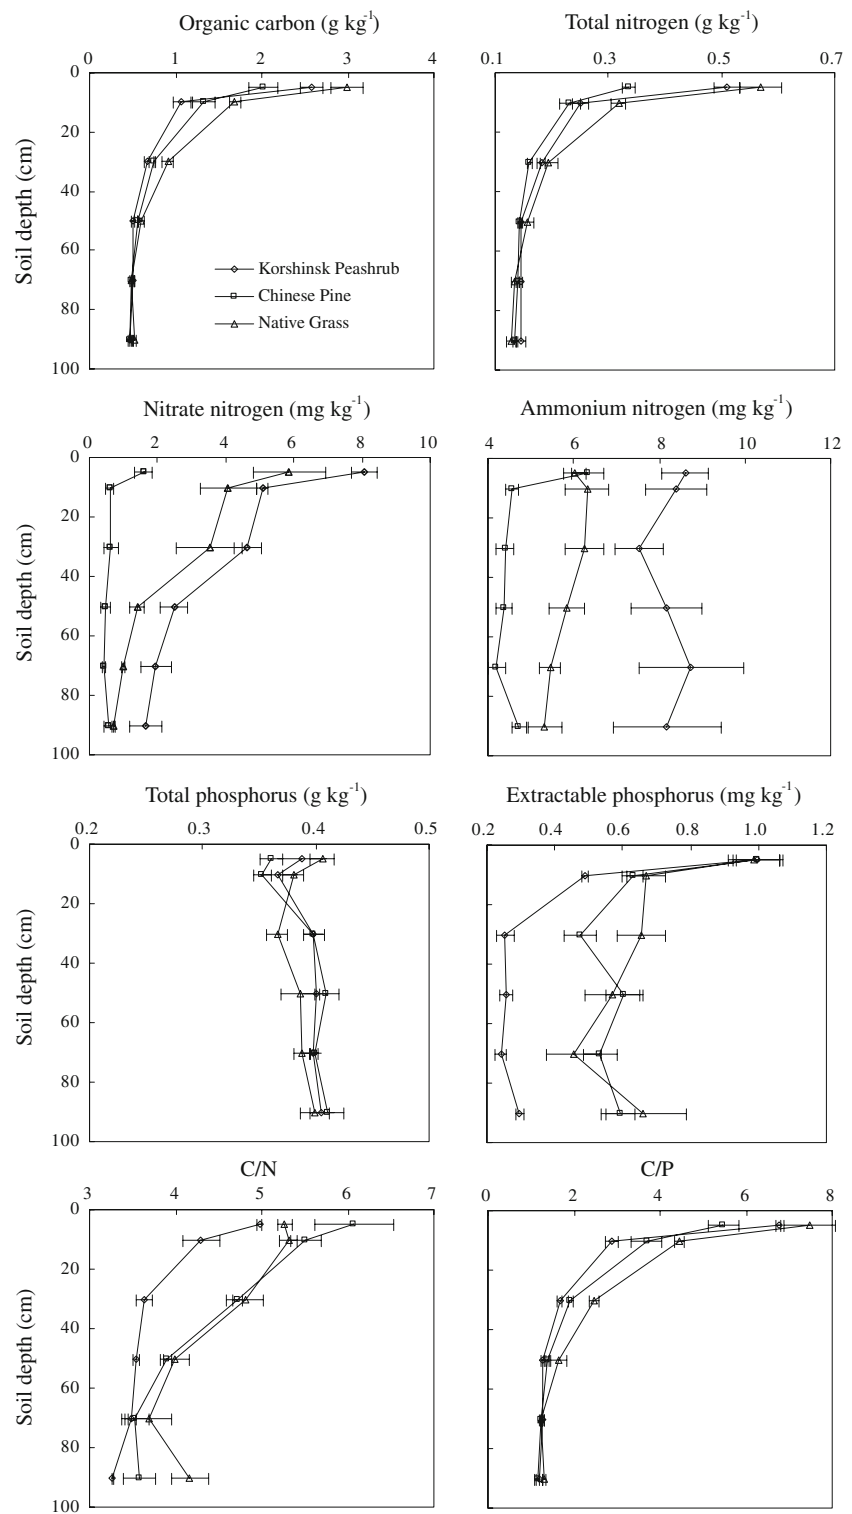 Organic carbon (g kg⁻¹)
0 1 2 3 4
0
20
40
60
80
100
Soil depth (cm)
Korshinsk Peashrub
Chinese Pine
Native Grass
Total nitrogen (g kg⁻¹)
0.1 0.3 0.5 0.7
Nitrate nitrogen (mg kg⁻¹)
0 2 4 6 8 10
0
20
40
60
80
100
Soil depth (cm)
Ammonium nitrogen (mg kg⁻¹)
4 6 8 10 12
Total phosphorus (g kg⁻¹)
0.2 0.3 0.4 0.5
0
20
40
60
80
100
Soil depth (cm)
Extractable phosphorus (mg kg⁻¹)
0.2 0.4 0.6 0.8 1.0 1.2
C/N
3 4 5 6 7
0
20
40
60
80
100
Soil depth (cm)
C/P
0 2 4 6 8